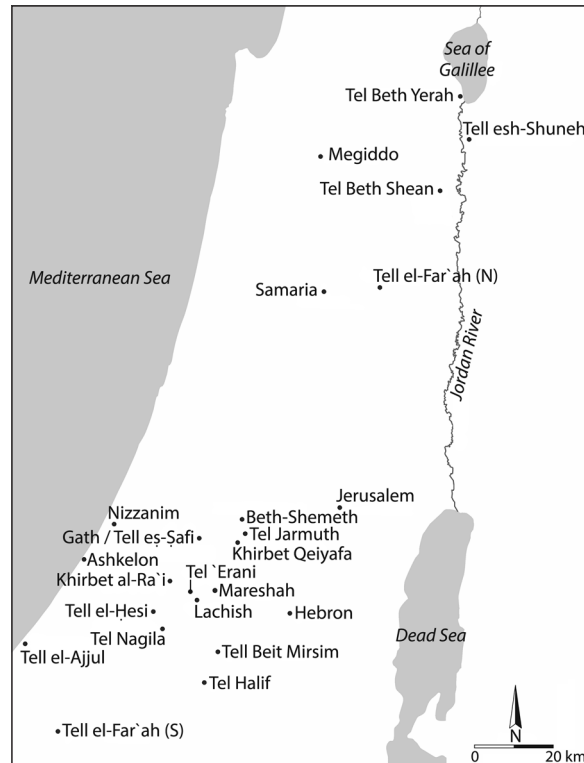 Sea of
Galillee
Tel Beth Yerah
Tell esh-Shuneh
Megiddo
Tel Beth Shean
Mediterranean Sea
Tell el-Far`ah (N)
Samaria
Jordan River
Jerusalem
Nizzanim
Beth-Shemeth
Gath / Tell eṣ-Ṣafi
Tel Jarmuth
Khirbet Qeiyafa
Ashkelon
Tel `Erani
Khirbet al-Ra`i
Mareshah
Lachish
Tell el-Ḥesi
Hebron
Tel Nagila
Dead Sea
Tell el-Ajjul
Tell Beit Mirsim
Tel Halif
Tell el-Far`ah (S)
N
0 20 km